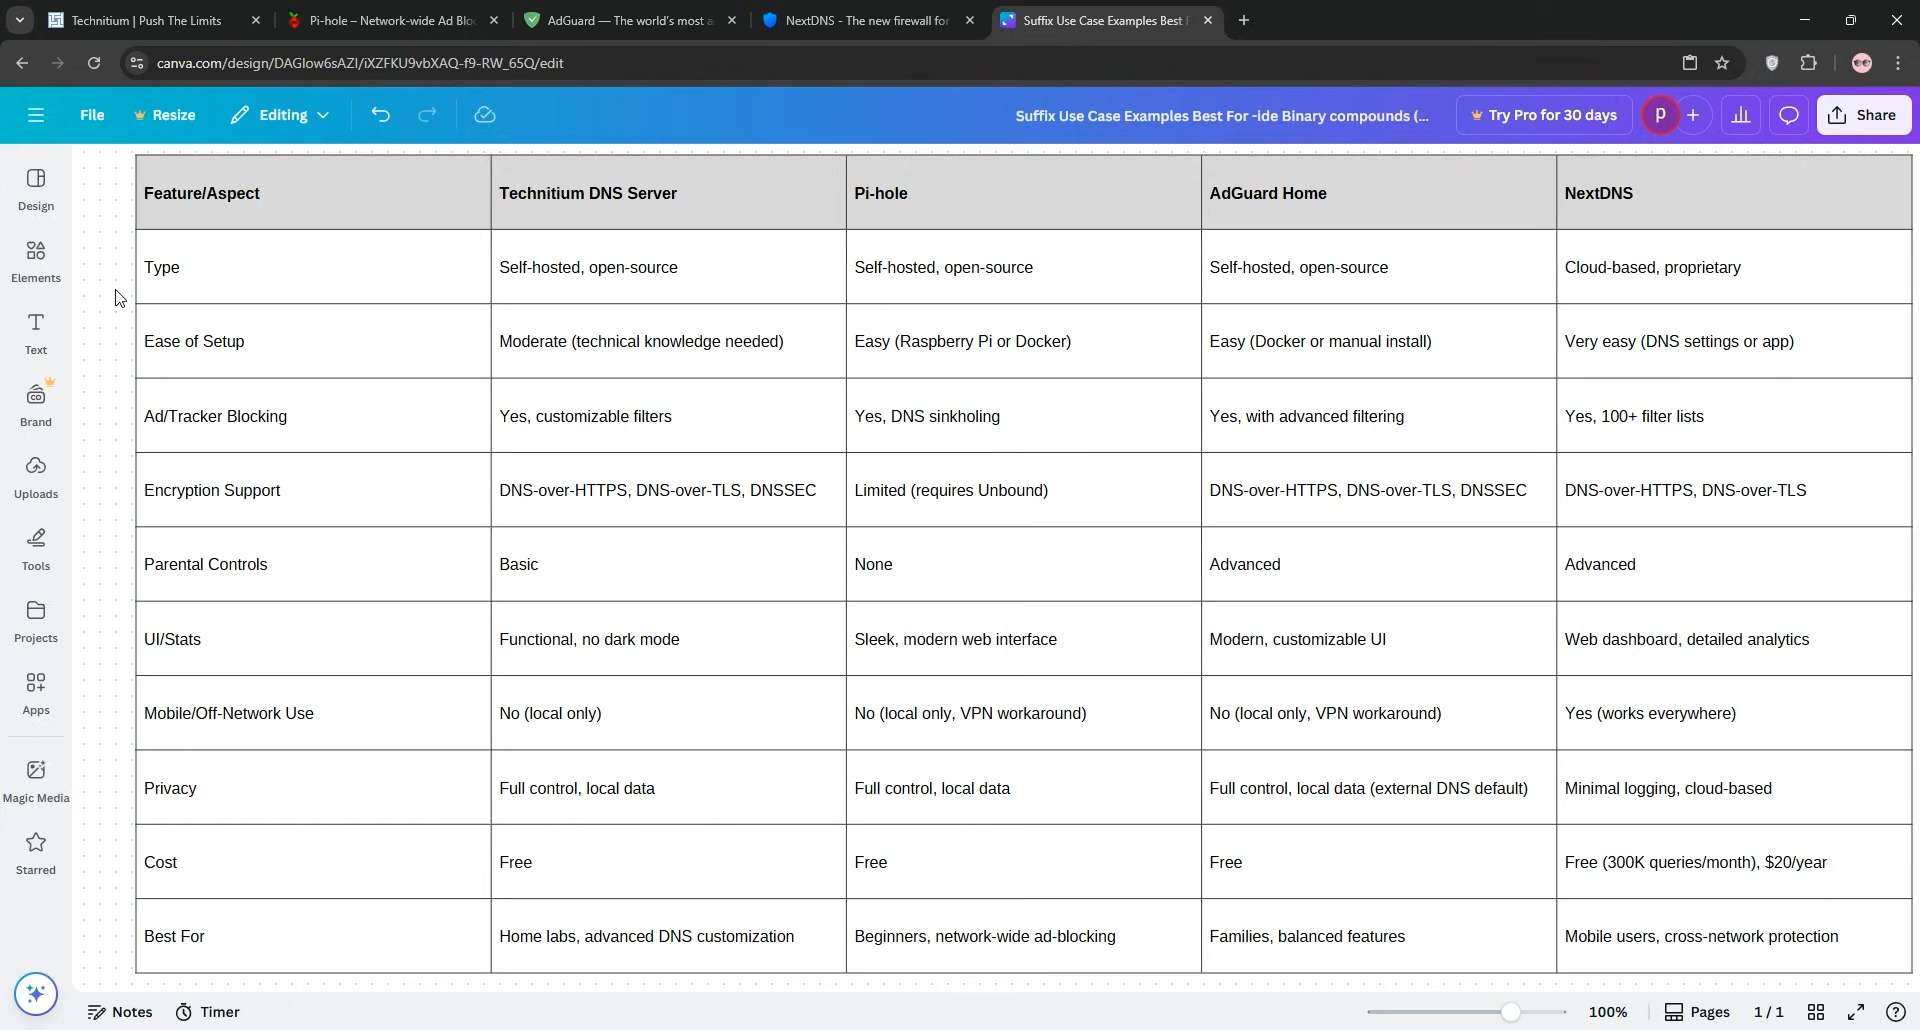 Technitium | Push The Limits
Pi-hole – Network-wide Ad Blo
AdGuard — The world's most a
NextDNS - The new firewall for
Suffix Use Case Examples Best F
canva.com/design/DAGlow6sAZI/iXZFKU9vbXAQ-f9-RW_65Q/edit
File
Resize
Editing
Suffix Use Case Examples Best For -ide Binary compounds (...
Try Pro for 30 days
p
Share
Design
Elements
Text
Brand
Uploads
Tools
Projects
Apps
Magic Media
Starred
Feature/Aspect Technitium DNS Server Pi-hole AdGuard Home NextDNS
Type Self-hosted, open-source Self-hosted, open-source Self-hosted, open-source Cloud-based, proprietary
Ease of Setup Moderate (technical knowledge needed) Easy (Raspberry Pi or Docker) Easy (Docker or manual install) Very easy (DNS settings or app)
Ad/Tracker Blocking Yes, customizable filters Yes, DNS sinkholing Yes, with advanced filtering Yes, 100+ filter lists
Encryption Support DNS-over-HTTPS, DNS-over-TLS, DNSSEC Limited (requires Unbound) DNS-over-HTTPS, DNS-over-TLS, DNSSEC DNS-over-HTTPS, DNS-over-TLS
Parental Controls Basic None Advanced Advanced
UI/Stats Functional, no dark mode Sleek, modern web interface Modern, customizable UI Web dashboard, detailed analytics
Mobile/Off-Network Use No (local only) No (local only, VPN workaround) No (local only, VPN workaround) Yes (works everywhere)
Privacy Full control, local data Full control, local data Full control, local data (external DNS default) Minimal logging, cloud-based
Cost Free Free Free Free (300K queries/month), $20/year
Best For Home labs, advanced DNS customization Beginners, network-wide ad-blocking Families, balanced features Mobile users, cross-network protection
Notes
Timer
100%
Pages
1 / 1